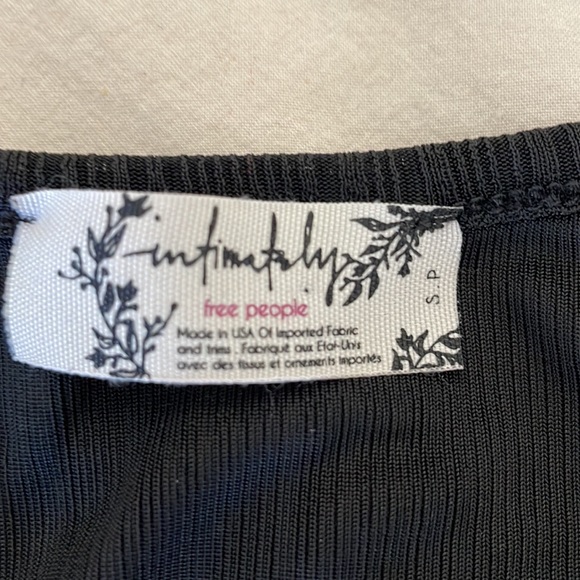 intimately
free people
Made in USA Of Imported Fabric
and trims . Fabriqué aux Etat-Unis
avec des tissus et ornements importés
S.P